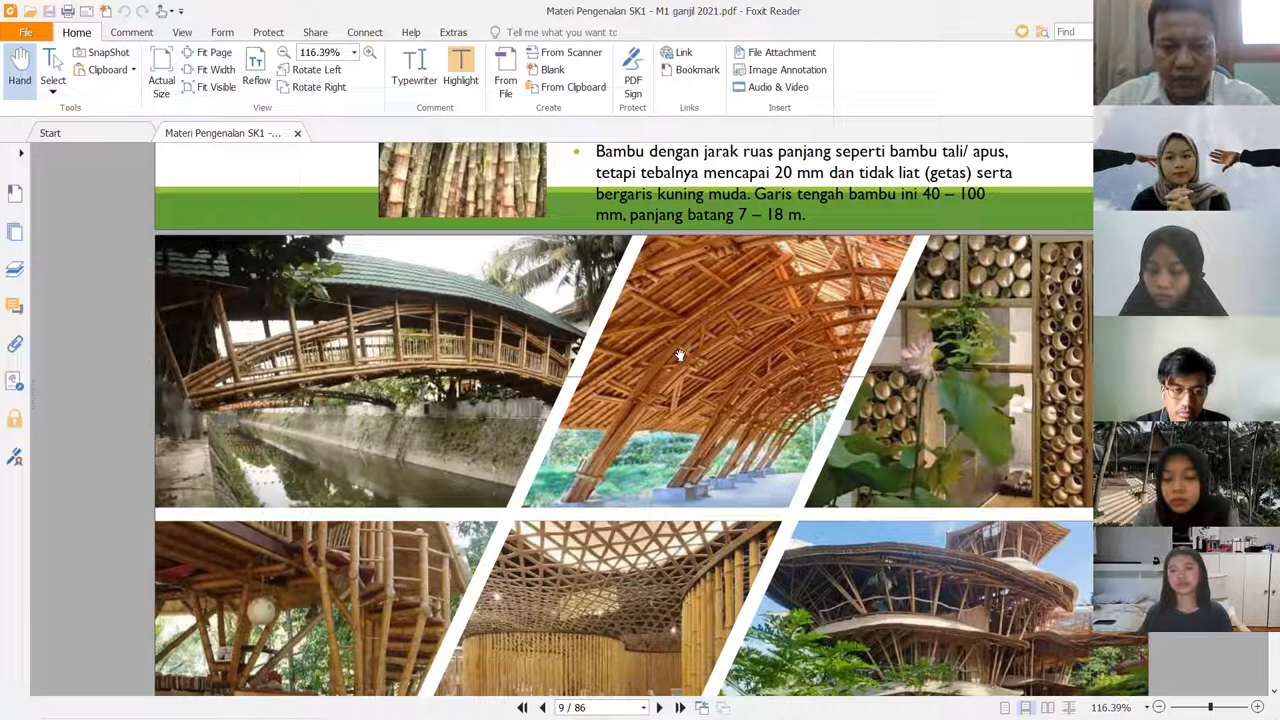 Materi Pengenalan SK1 - M1 ganjil 2021.pdf - Foxit Reader
File Home Comment View Form Protect Share Connect Help Extras Tell me what you want... Find
Hand
Select
SnapShot
Clipboard
Actual Size
Fit Page
Fit Width
Fit Visible
Reflow
116.39%
Rotate Left
Rotate Right
Typewriter
Highlight
From File
From Scanner
Blank
From Clipboard
PDF Sign
Link
Bookmark
File Attachment
Image Annotation
Audio & Video
Tools View Comment Create Protect Links Insert
Start Materi Pengenalan SK1 -...
• Bambu dengan jarak ruas panjang seperti bambu tali/ apus,
tetapi tebalnya mencapai 20 mm dan tidak liat (getas) serta
bergaris kuning muda. Garis tengah bambu ini 40 – 100
mm, panjang batang 7 – 18 m.
9 / 86 116.39%